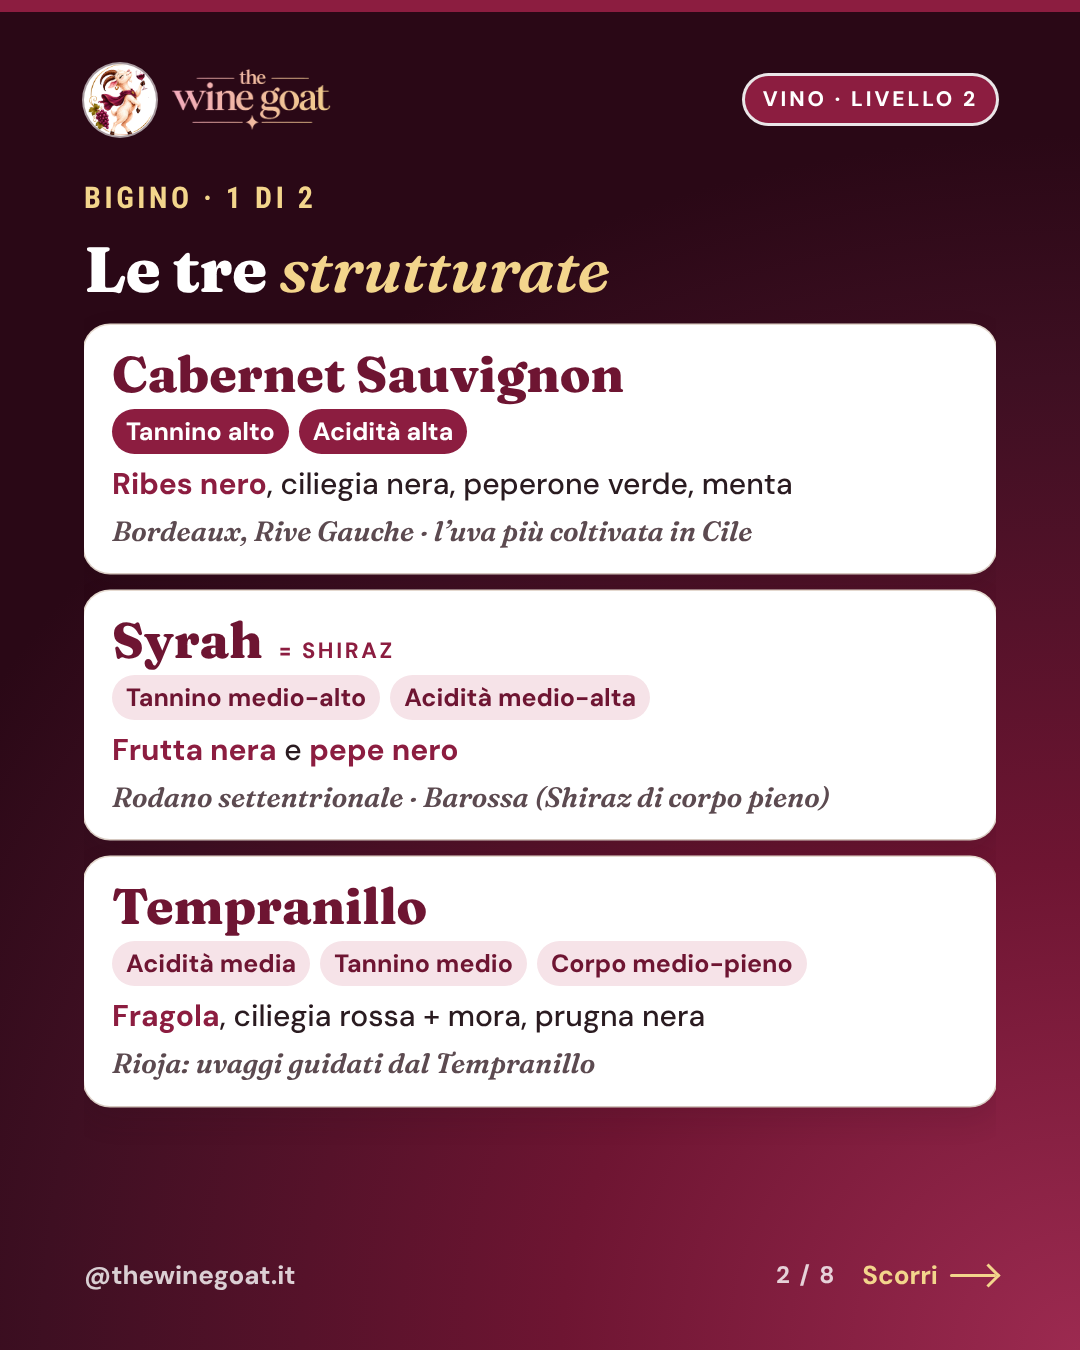 the
wine goat
VINO · LIVELLO 2
BIGINO · 1 DI 2
Le tre strutturate
Cabernet Sauvignon
Tannino alto Acidità alta
Ribes nero, ciliegia nera, peperone verde, menta
Bordeaux, Rive Gauche · l’uva più coltivata in Cile
Syrah = SHIRAZ
Tannino medio-alto Acidità medio-alta
Frutta nera e pepe nero
Rodano settentrionale · Barossa (Shiraz di corpo pieno)
Tempranillo
Acidità media Tannino medio Corpo medio-pieno
Fragola, ciliegia rossa + mora, prugna nera
Rioja: uvaggi guidati dal Tempranillo
@thewinegoat.it 2 / 8 Scorri